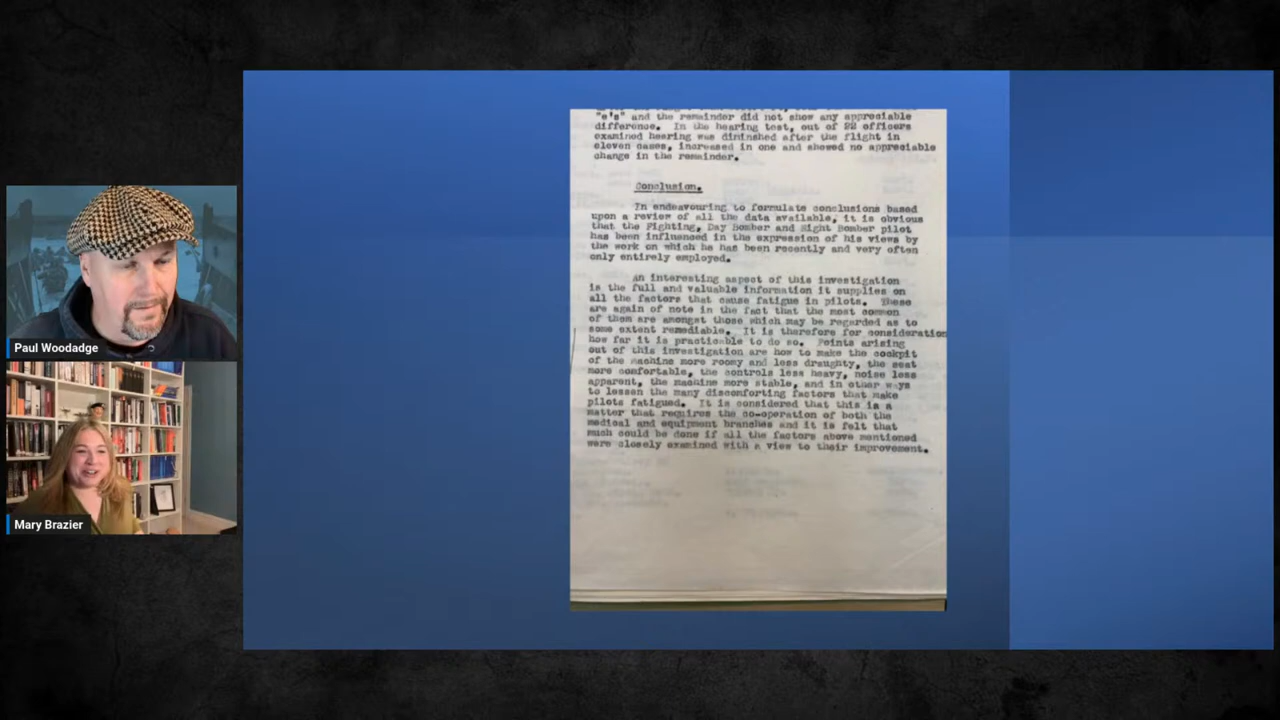 "e's" and the remainder did not show any appreciable
difference. In the hearing test, out of 92 officers
examined hearing was diminished after the flight in
eleven cases, increased in one and showed no appreciable
change in the remainder.
Conclusion.
In endeavouring to formulate conclusions based
upon a review of all the data available, it is obvious
that the Fighting, Day Bomber and Night Bomber pilot
has been influenced in the expression of his views by
the work on which he has been recently and very often
only entirely employed.
An interesting aspect of this investigation
is the full and valuable information it supplies on
all the factors that cause fatigue in pilots. These
are again of note in the fact that the most common
of them are amongst those which may be regarded as to
some extent remediable. It is therefore for consideration
how far it is practicable to do so. Points arising
out of this investigation are how to make the cockpit
of the machine more roomy and less draughty, the seat
more comfortable, the controls less heavy, noise less
apparent, the machine more stable, and in other ways
to lessen the many discomforting factors that make
pilots fatigued. It is considered that this is a
matter that requires the co-operation of both the
medical and equipment branches and it is felt that
much could be done if all the factors above mentioned
were closely examined with a view to their improvement.
Paul Woodadge
Mary Brazier